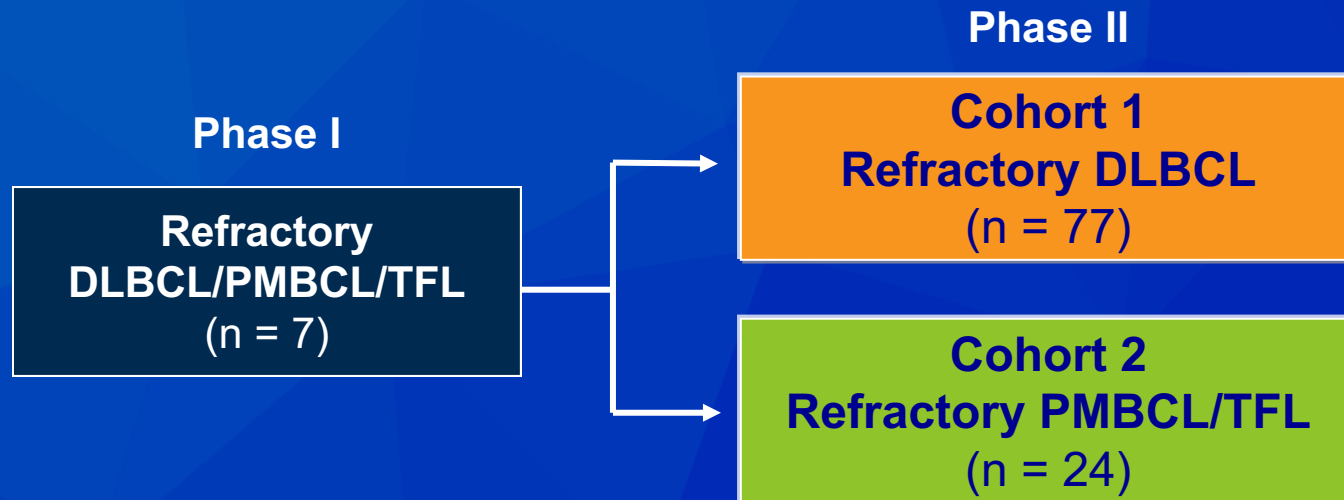 Phase I
Refractory
DLBCL/PMBCL/TFL
(n = 7)
Phase II
Cohort 1
Refractory DLBCL
(n = 77)
Cohort 2
Refractory PMBCL/TFL
(n = 24)